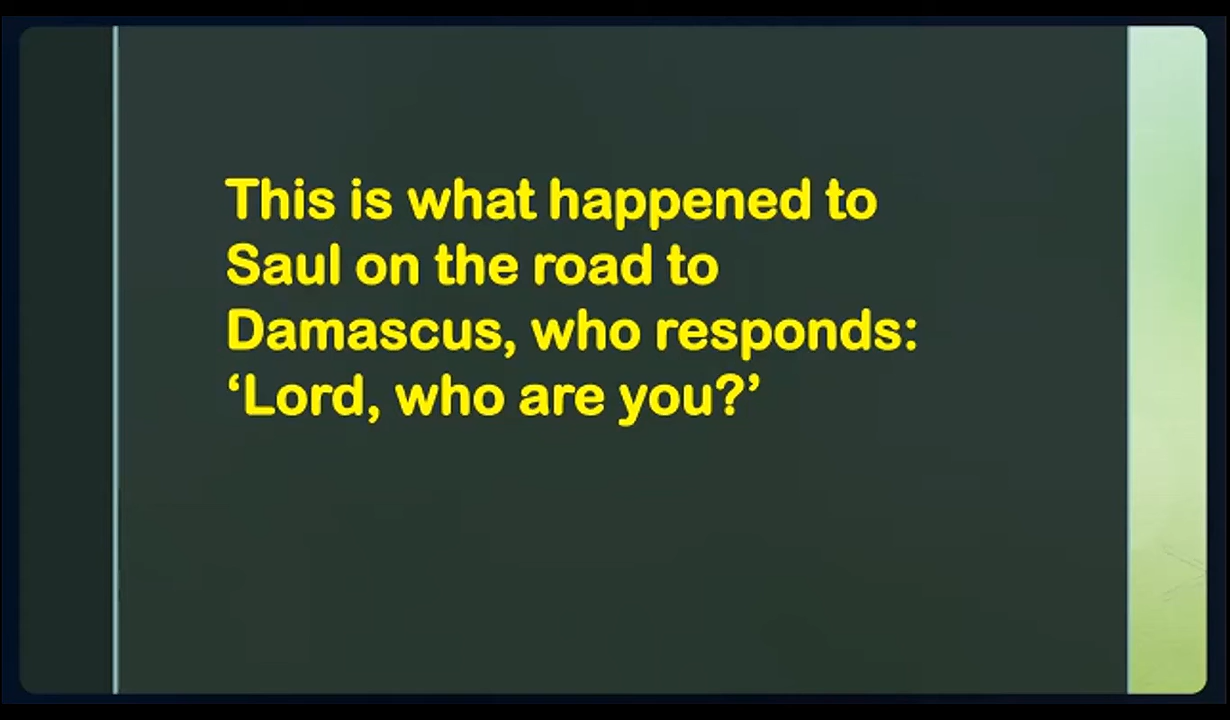 This is what happened to
Saul on the road to
Damascus, who responds:
‘Lord, who are you?’